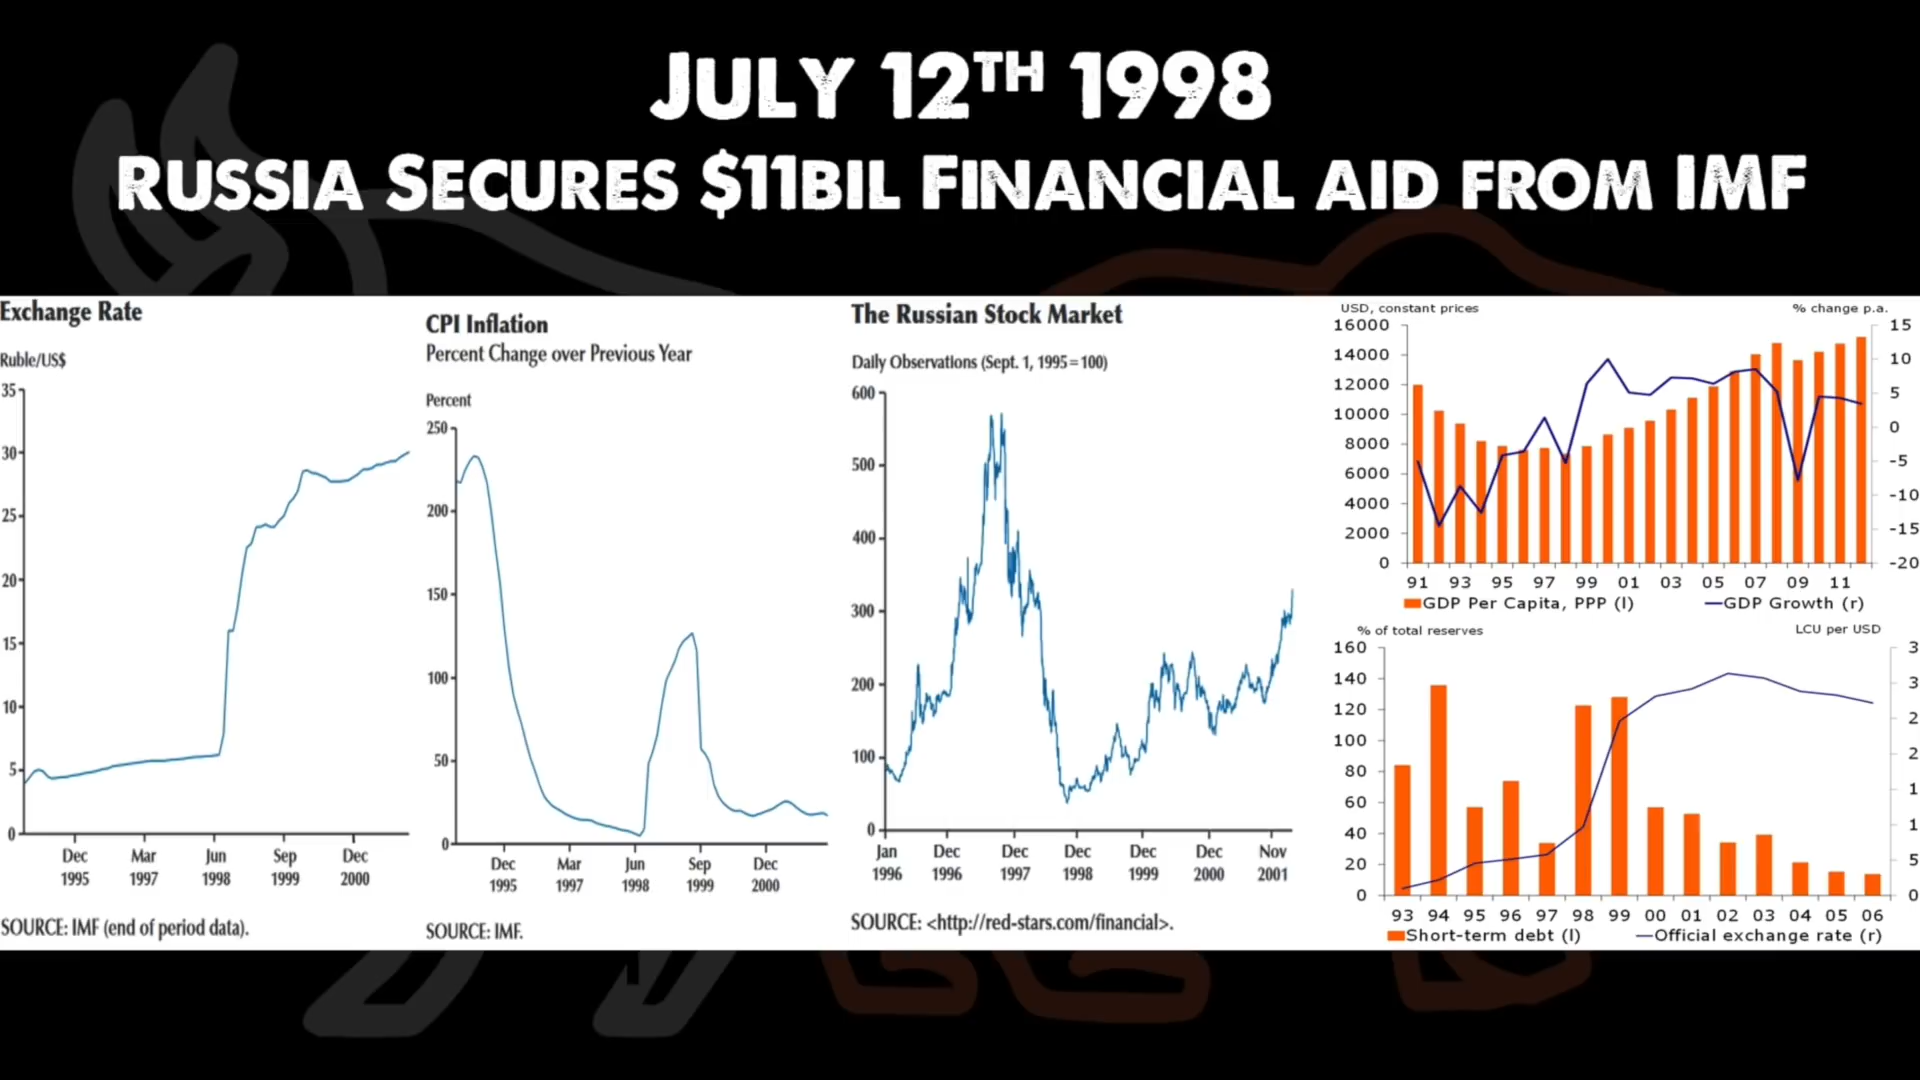 JULY 12TH 1998
RUSSIA SECURES $11BIL FINANCIAL AID FROM IMF
Exchange Rate
Ruble/US$
35
30
25
20
15
10
5
0
Dec Mar Jun Sep Dec
1995 1997 1998 1999 2000
SOURCE: IMF (end of period data).
CPI Inflation
Percent Change over Previous Year
Percent
250
200
150
100
50
0
Dec Mar Jun Sep Dec
1995 1997 1998 1999 2000
SOURCE: IMF.
The Russian Stock Market
Daily Observations (Sept. 1, 1995=100)
600
500
400
300
200
100
0
Jan Dec Dec Dec Dec Dec Nov
1996 1996 1997 1998 1999 2000 2001
SOURCE: <http://red-stars.com/financial>.
USD, constant prices % change p.a.
16000 15
14000 10
12000 5
10000 0
8000 -5
6000 -10
4000 -15
2000 -20
0
91 93 95 97 99 01 03 05 07 09 11
GDP Per Capita, PPP (l) GDP Growth (r)
% of total reserves LCU per USD
160 3
140 3
120 2
100 2
80 1
60 1
40 5
20 0
0
93 94 95 96 97 98 99 00 01 02 03 04 05 06
Short-term debt (l) Official exchange rate (r)